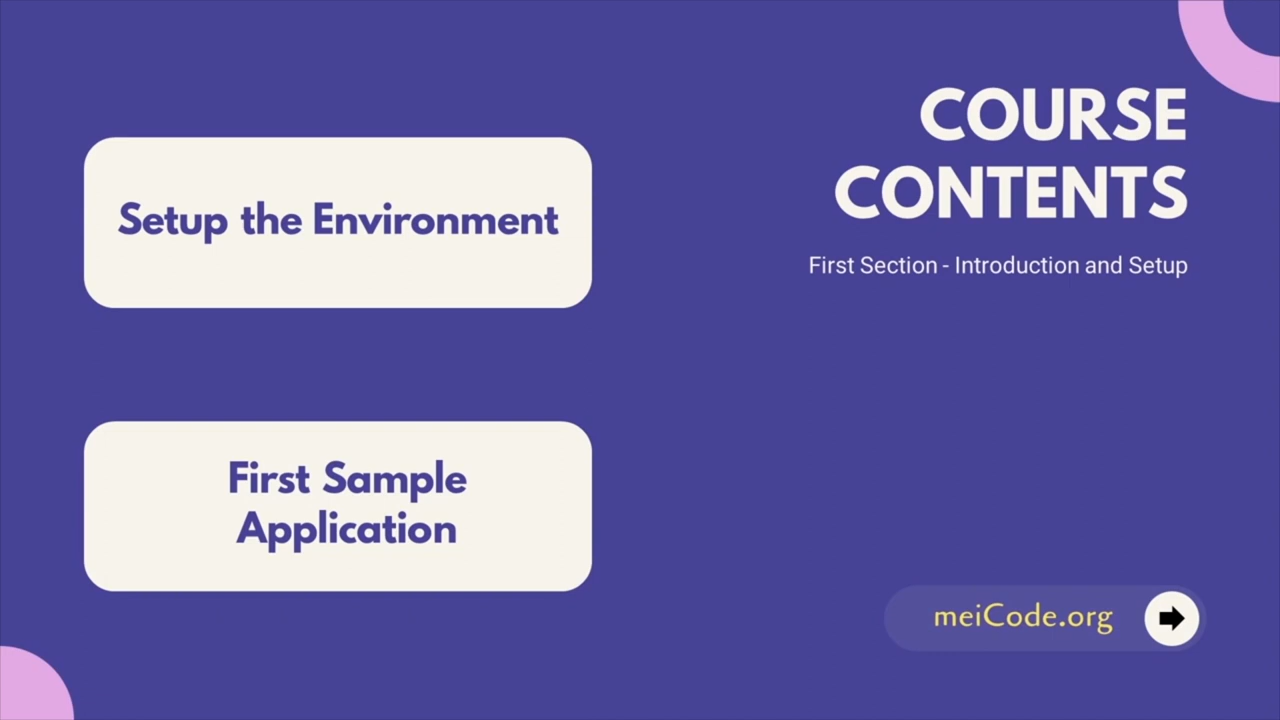 COURSE
CONTENTS
First Section - Introduction and Setup
Setup the Environment
First Sample
Application
meiCode.org